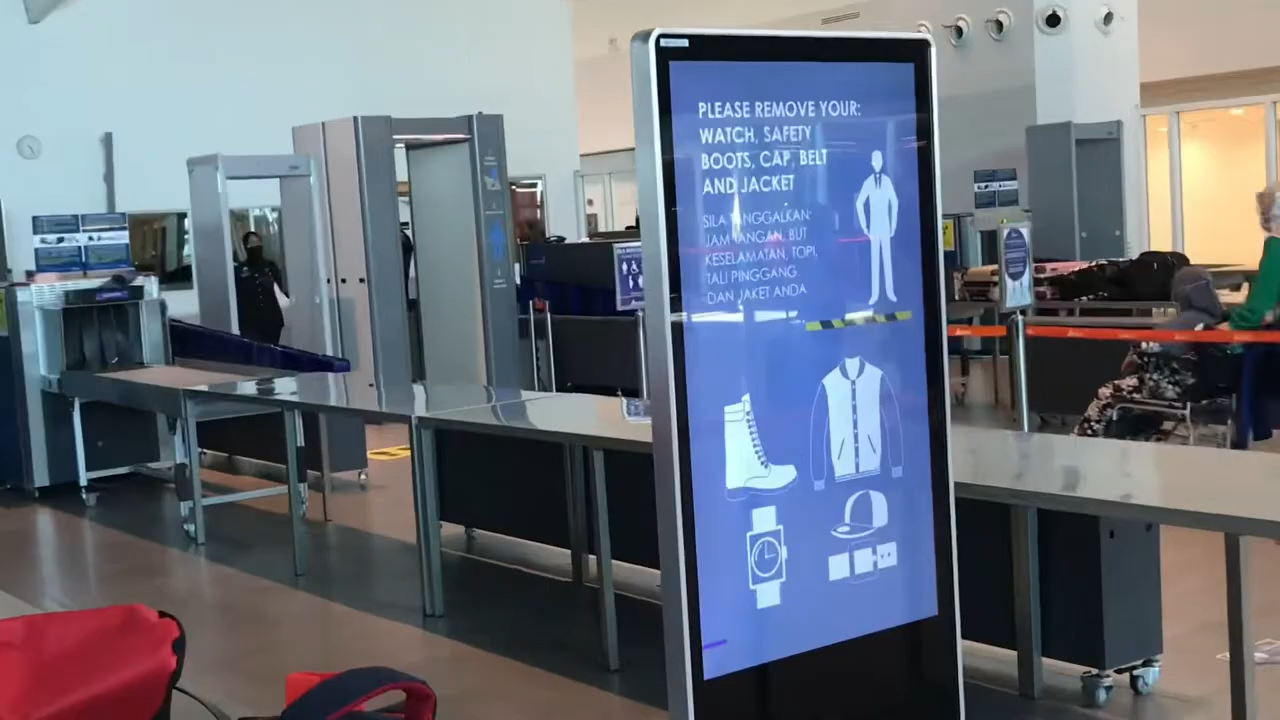 PLEASE REMOVE YOUR:
WATCH, SAFETY
BOOTS, CAP, BELT
AND JACKET
SILA TANGGALKAN:
JAM TANGAN, BUT
KESELAMATAN, TOPI,
TALI PINGGANG
DAN JAKET ANDA